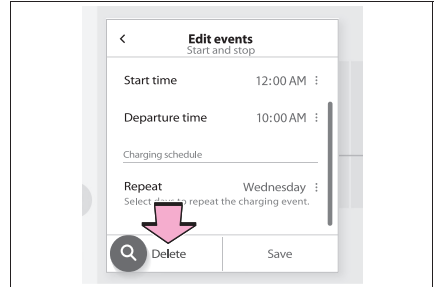 Edit events
Start and stop
Start time 12:00 AM
Departure time 10:00 AM
Charging schedule
Repeat Wednesday
Select days to repeat the charging event.
Delete Save